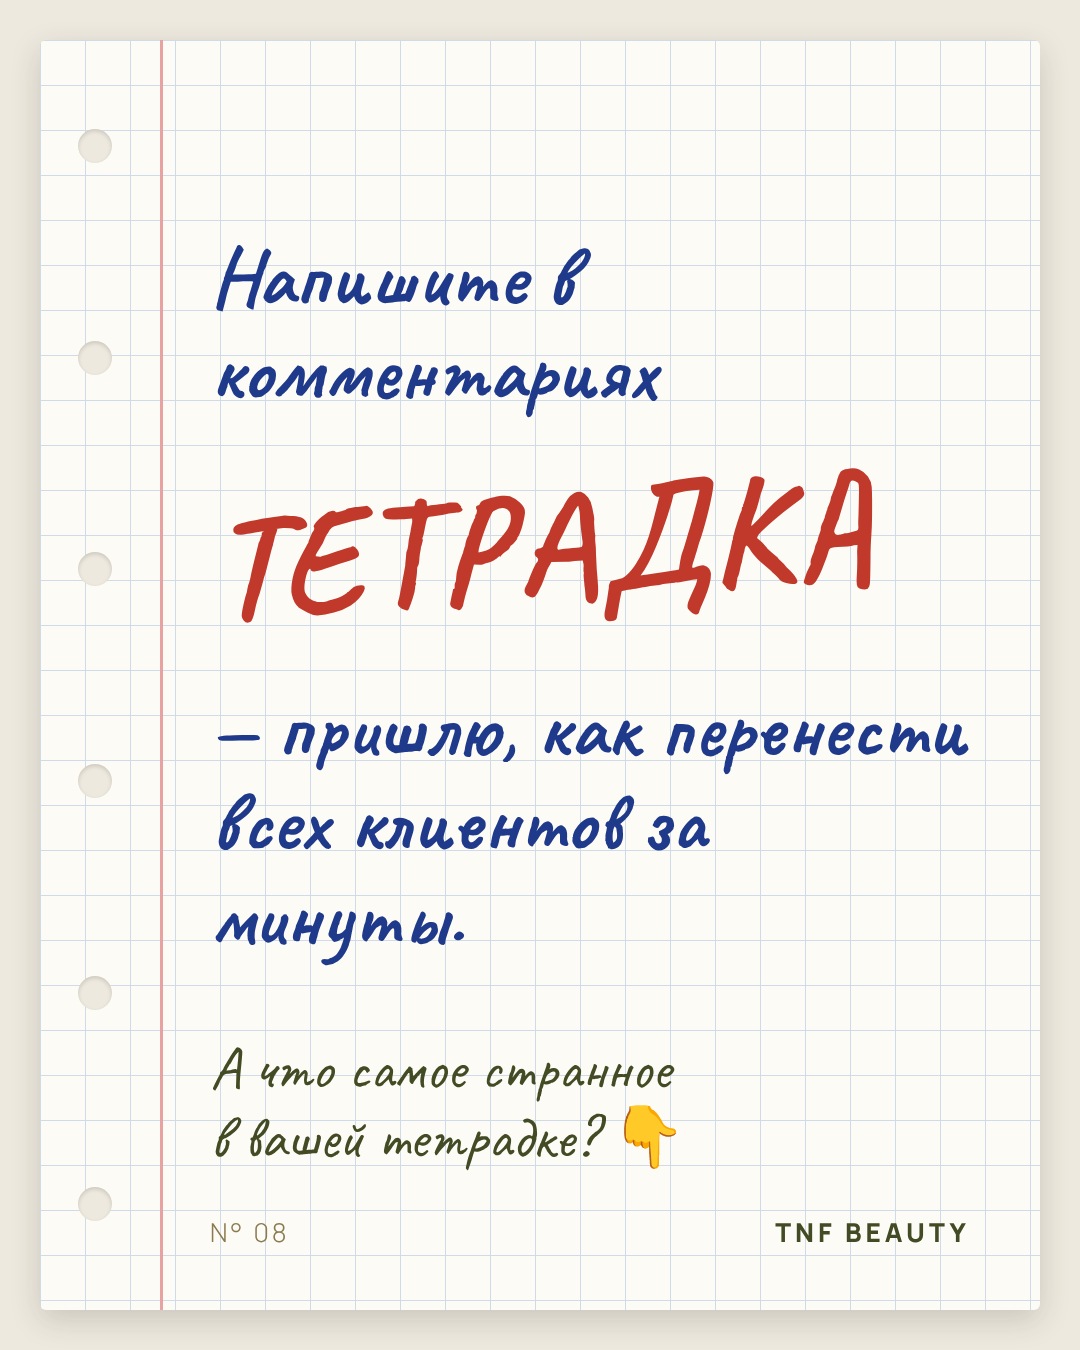 Напишите в
комментариях
ТЕТРАДКА
— пришлю, как перенести
всех клиентов за
минуты.
А что самое странное
в вашей тетрадке? 👇
N° 08
TNF BEAUTY